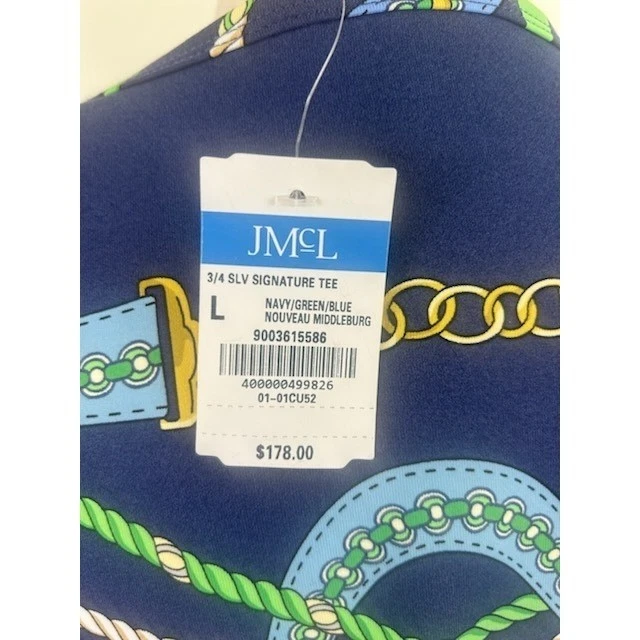 JMcL
3/4 SLV SIGNATURE TEE
L NAVY/GREEN/BLUE
NOUVEAU MIDDLEBURG
9003615586
400000499826
01-01CU52
$178.00